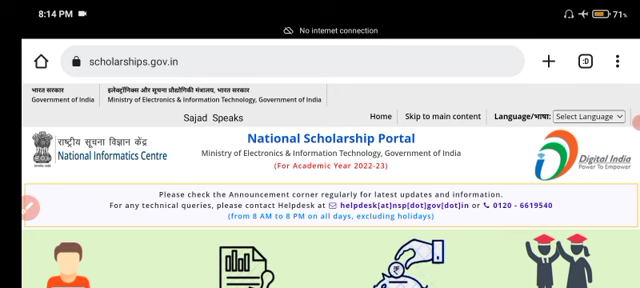 8:14 PM
71%
No internet connection
scholarships.gov.in
:D
भारत सरकार
Government of India
इलेक्ट्रॉनिक्स और सूचना प्रौद्योगिकी मंत्रालय, भारत सरकार
Ministry of Electronics & Information Technology, Government of India
Sajad Speaks
Home
Skip to main content
Language/भाषा:
Select Language
राष्ट्रीय सूचना विज्ञान केंद्र
National Informatics Centre
National Scholarship Portal
Ministry of Electronics & Information Technology, Government of India
(For Academic Year 2022-23)
Digital India
Power To Empower
Please check the Announcement corner regularly for latest updates and information.
For any technical queries, please contact Helpdesk at helpdesk[at]nsp[dot]gov[dot]in or 0120 - 6619540
(from 8 AM to 8 PM on all days, excluding holidays)